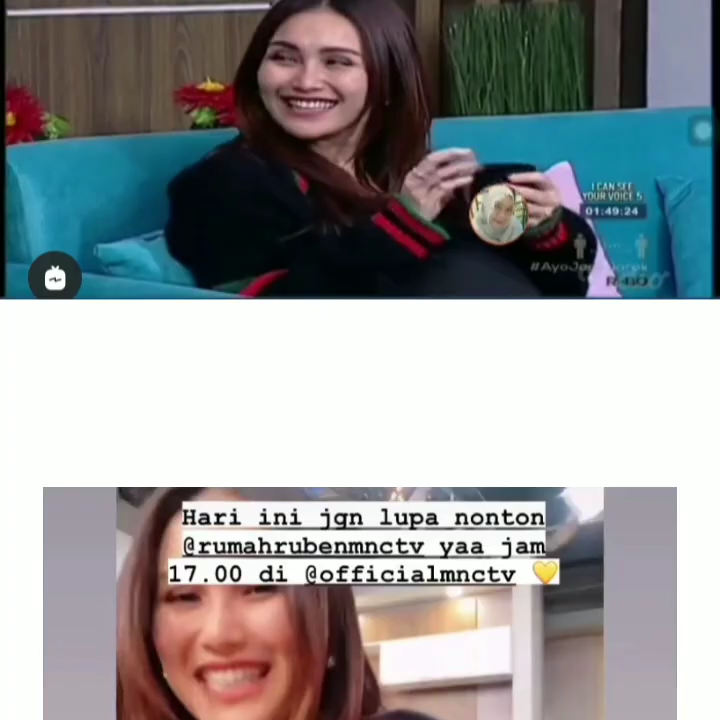 I CAN SEE
YOUR VOICE 5
01:49:24
Hari ini jgn lupa nonton
@rumahrubenmnctv yaa jam
17.00 di @officialmnctv 💛